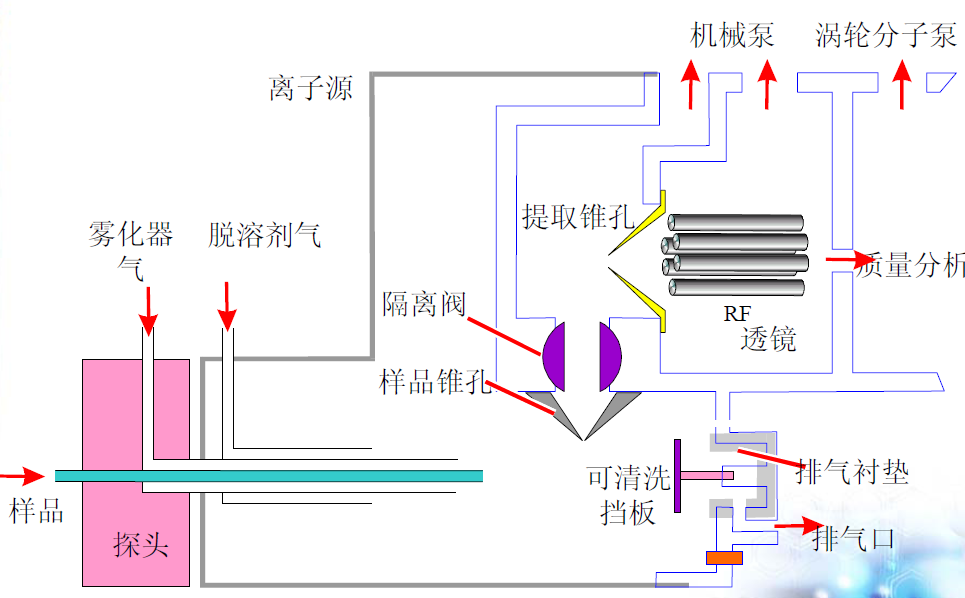 机械泵
涡轮分子泵
离子源
提取锥孔
雾化器
气
脱溶剂气
质量分析
隔离阀
RF
透镜
样品锥孔
可清洗
挡板
排气衬垫
样品
探头
排气口